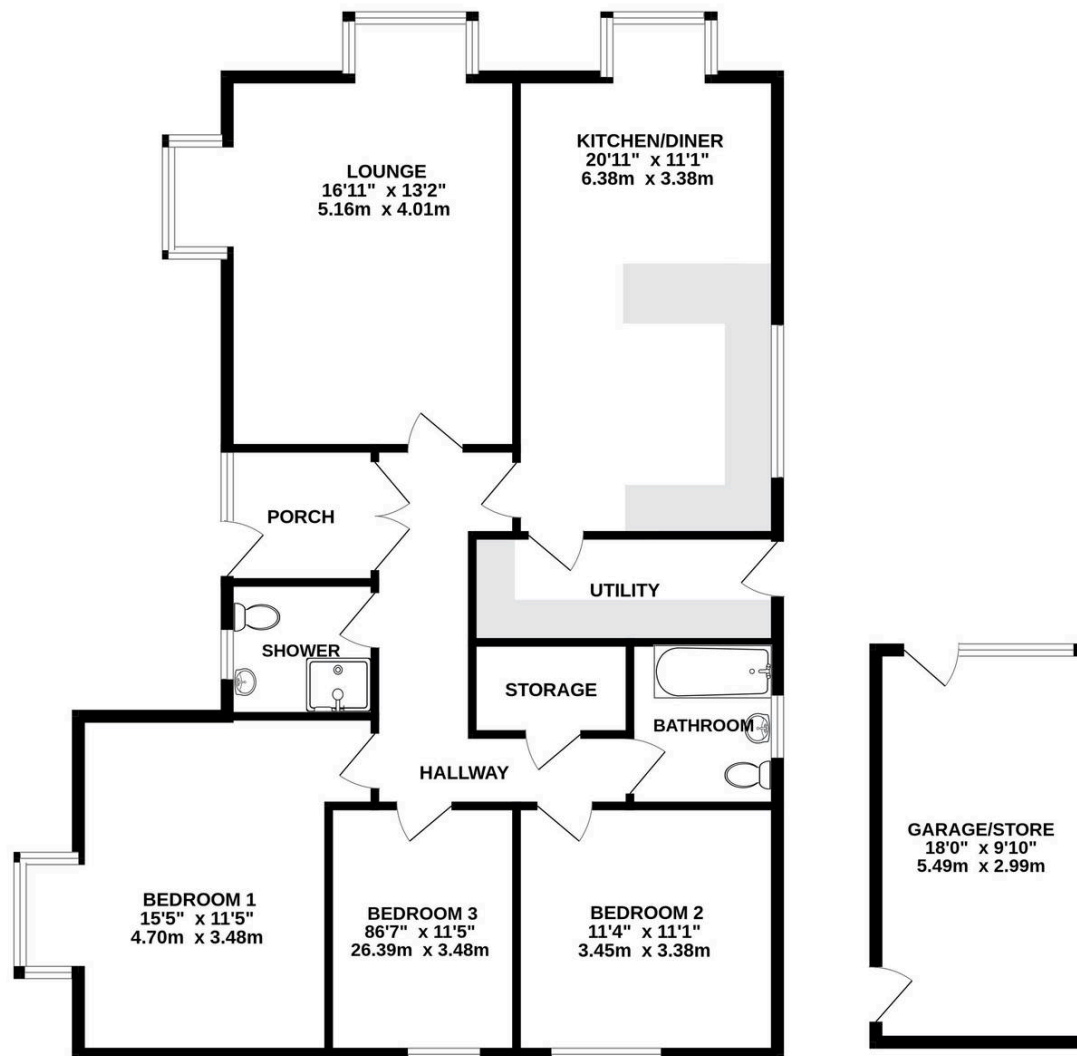 LOUNGE
16'11" x 13'2"
5.16m x 4.01m
KITCHEN/DINER
20'11" x 11'1"
6.38m x 3.38m
PORCH
UTILITY
SHOWER
STORAGE
BATHROOM
HALLWAY
BEDROOM 1
15'5" x 11'5"
4.70m x 3.48m
BEDROOM 3
86'7" x 11'5"
26.39m x 3.48m
BEDROOM 2
11'4" x 11'1"
3.45m x 3.38m
GARAGE/STORE
18'0" x 9'10"
5.49m x 2.99m